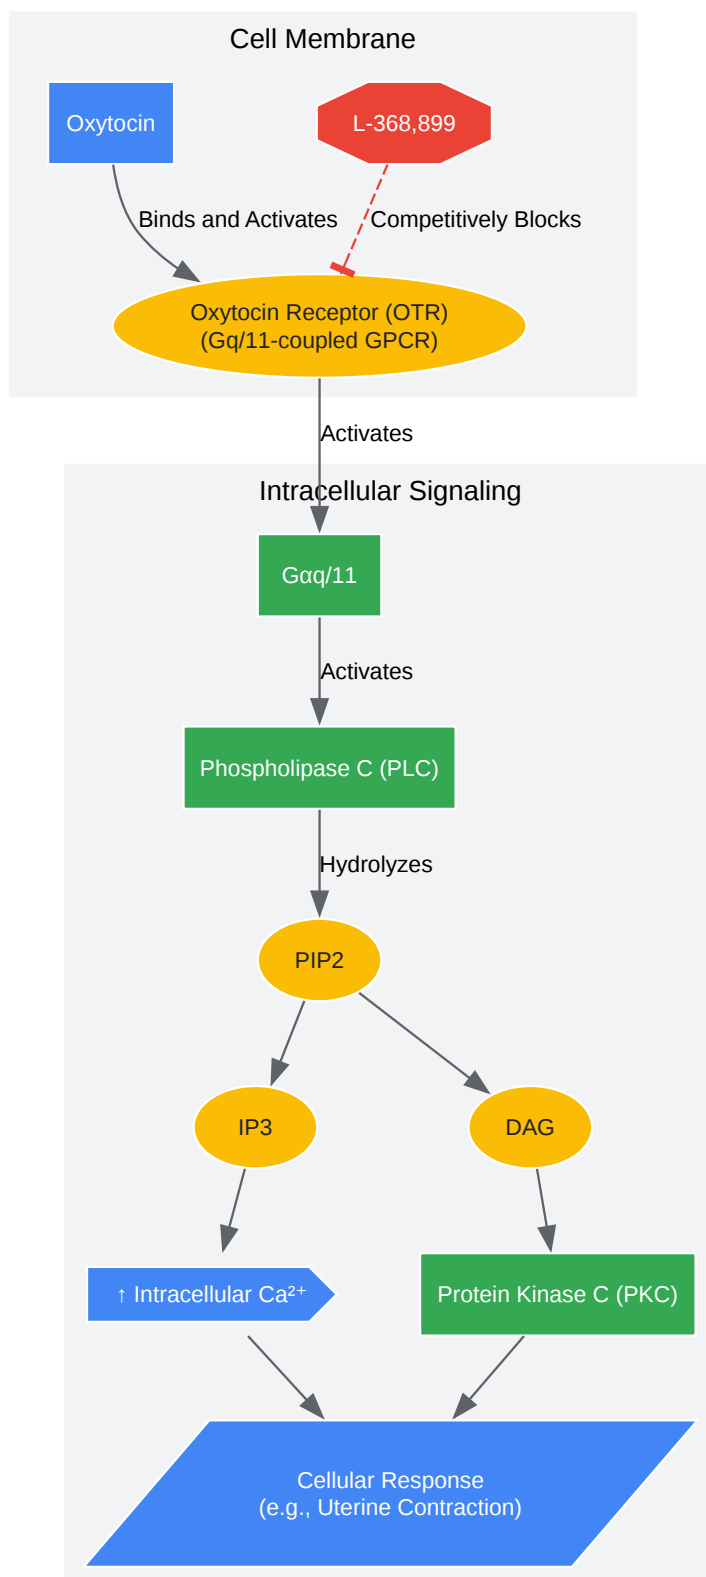 Cell Membrane
Oxytocin
L-368,899
Binds and Activates
Competitively Blocks
Oxytocin Receptor (OTR)
(Gq/11-coupled GPCR)
Activates
Intracellular Signaling
Gαq/11
Activates
Phospholipase C (PLC)
Hydrolyzes
PIP2
IP3
DAG
↑ Intracellular Ca²⁺
Protein Kinase C (PKC)
Cellular Response
(e.g., Uterine Contraction)